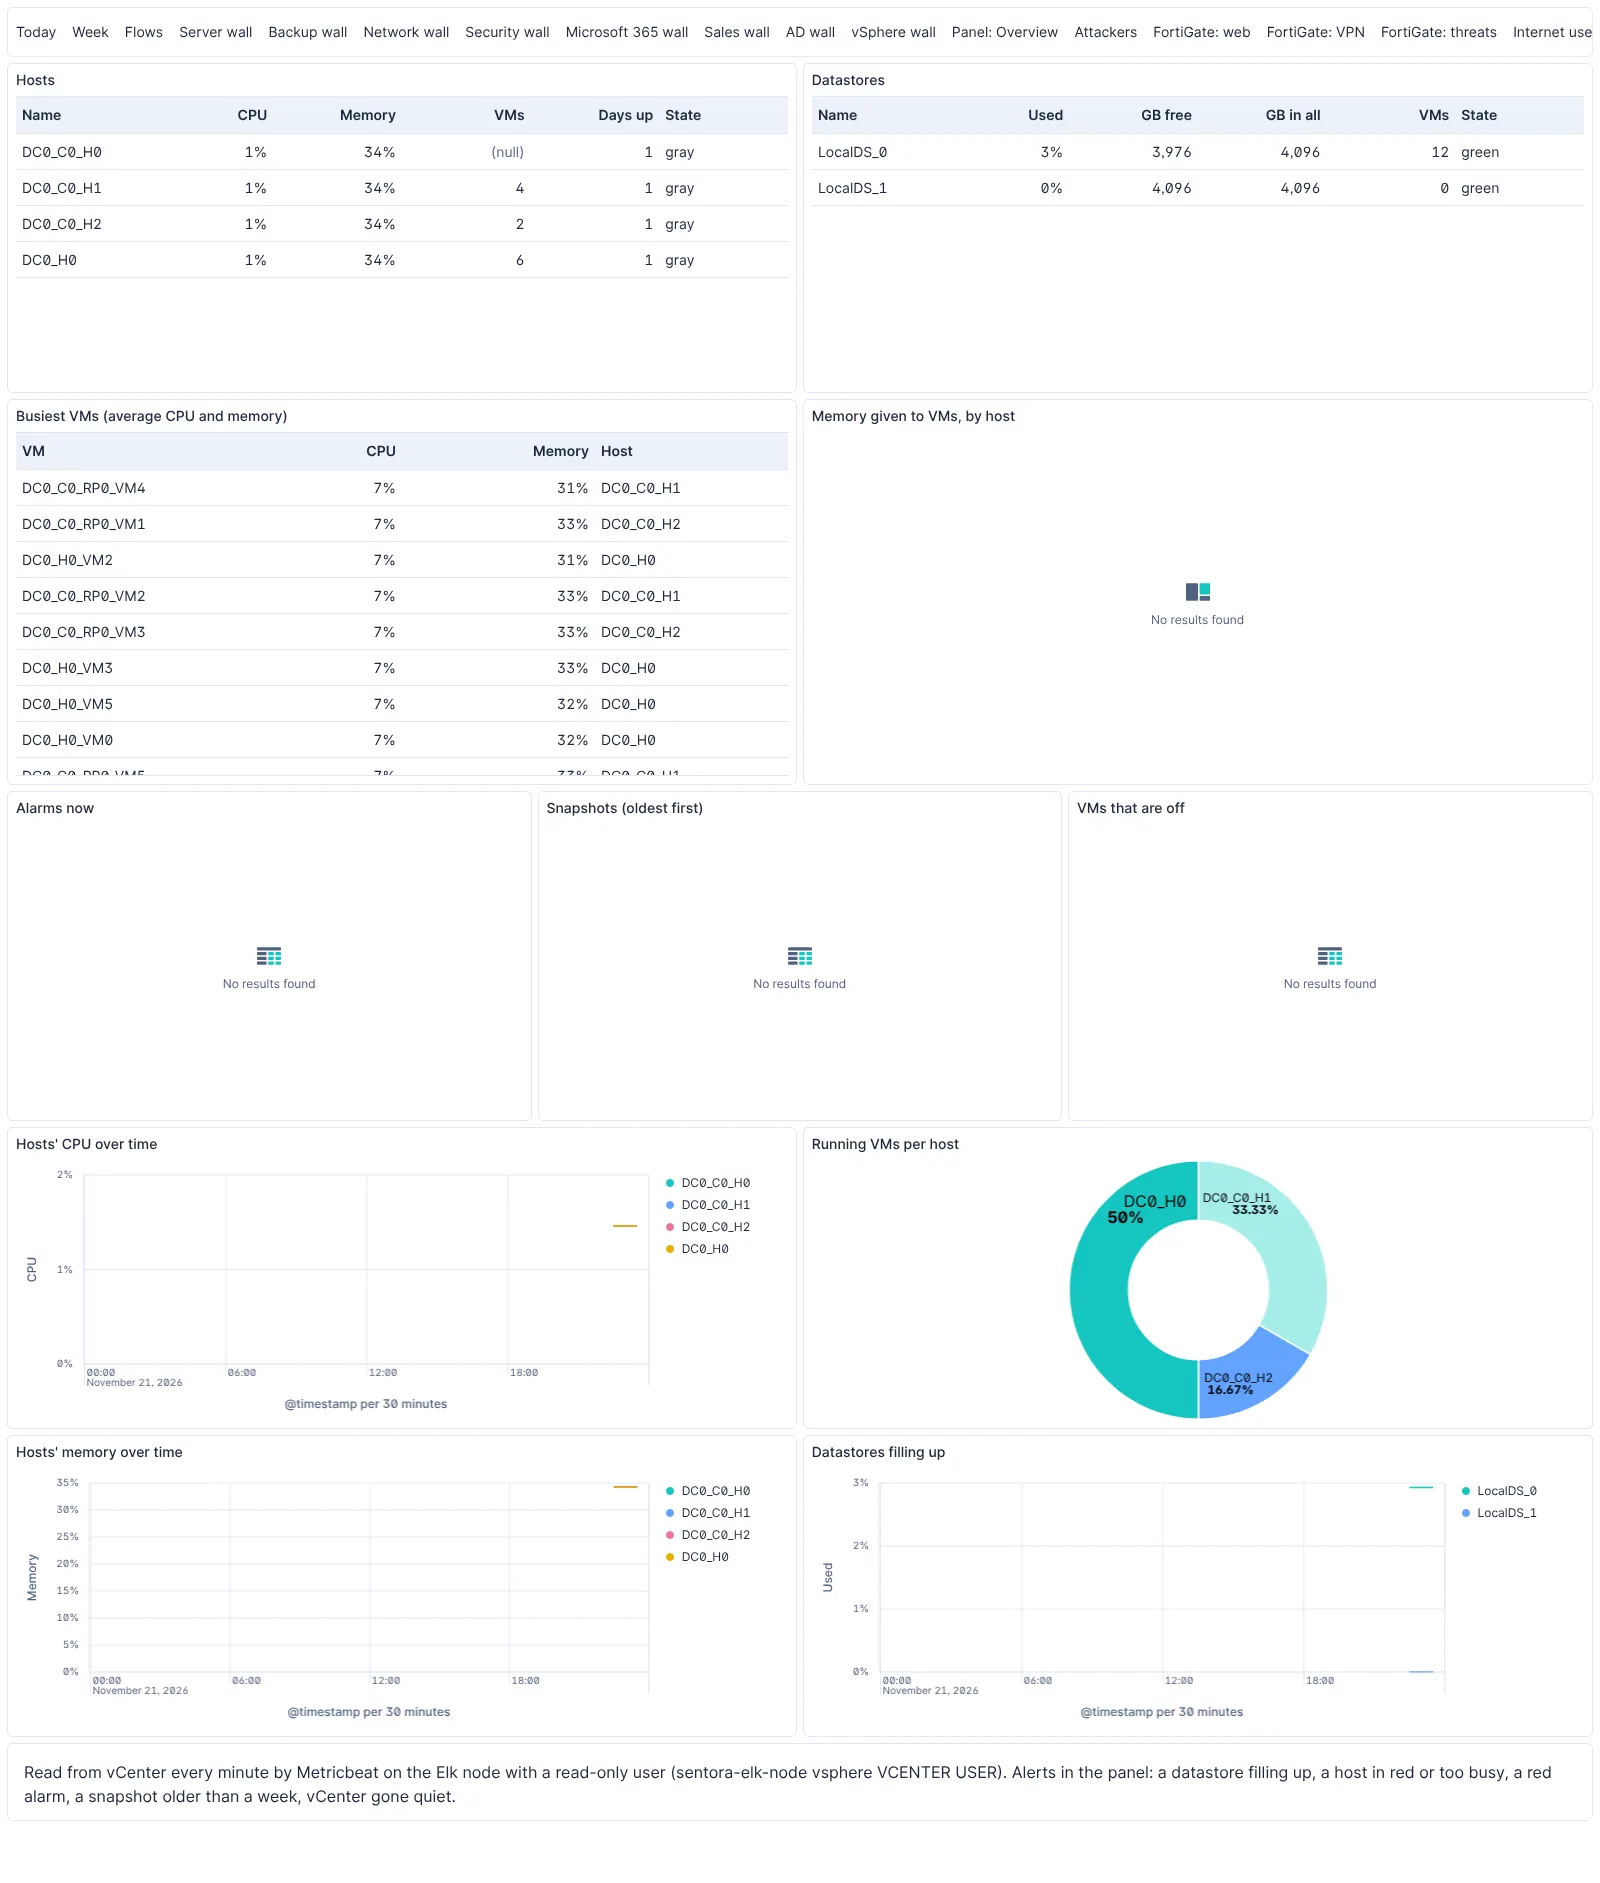 Today Week Flows Server wall Backup wall Network wall Security wall Microsoft 365 wall Sales wall AD wall vSphere wall Panel: Overview Attackers FortiGate: web FortiGate: VPN FortiGate: threats Internet use
Hosts
Name CPU Memory VMs Days up State
DC0_C0_H0 1% 34% (null) 1 gray
DC0_C0_H1 1% 34% 4 1 gray
DC0_C0_H2 1% 34% 2 1 gray
DC0_H0 1% 34% 6 1 gray
Datastores
Name Used GB free GB in all VMs State
LocalDS_0 3% 3,976 4,096 12 green
LocalDS_1 0% 4,096 4,096 0 green
Busiest VMs (average CPU and memory)
VM CPU Memory Host
DC0_C0_RP0_VM4 7% 31% DC0_C0_H1
DC0_C0_RP0_VM1 7% 33% DC0_C0_H2
DC0_H0_VM2 7% 31% DC0_H0
DC0_C0_RP0_VM2 7% 33% DC0_C0_H1
DC0_C0_RP0_VM3 7% 33% DC0_C0_H2
DC0_H0_VM3 7% 33% DC0_H0
DC0_H0_VM5 7% 32% DC0_H0
DC0_H0_VM0 7% 32% DC0_H0
DC0_C0_RP0_VM5 7% 33% DC0_C0_H1
Memory given to VMs, by host
No results found
Alarms now
No results found
Snapshots (oldest first)
No results found
VMs that are off
No results found
Hosts' CPU over time
2%
1%
0%
CPU
00:00 06:00 12:00 18:00
November 21, 2026
@timestamp per 30 minutes
DC0_C0_H0
DC0_C0_H1
DC0_C0_H2
DC0_H0
Running VMs per host
DC0_H0
50%
DC0_C0_H1
33.33%
DC0_C0_H2
16.67%
Hosts' memory over time
35%
30%
25%
20%
15%
10%
5%
0%
Memory
00:00 06:00 12:00 18:00
November 21, 2026
@timestamp per 30 minutes
DC0_C0_H0
DC0_C0_H1
DC0_C0_H2
DC0_H0
Datastores filling up
3%
2%
1%
0%
Used
00:00 06:00 12:00 18:00
November 21, 2026
@timestamp per 30 minutes
LocalDS_0
LocalDS_1
Read from vCenter every minute by Metricbeat on the Elk node with a read-only user (sentora-elk-node vsphere VCENTER USER). Alerts in the panel: a datastore filling up, a host in red or too busy, a red
alarm, a snapshot older than a week, vCenter gone quiet.